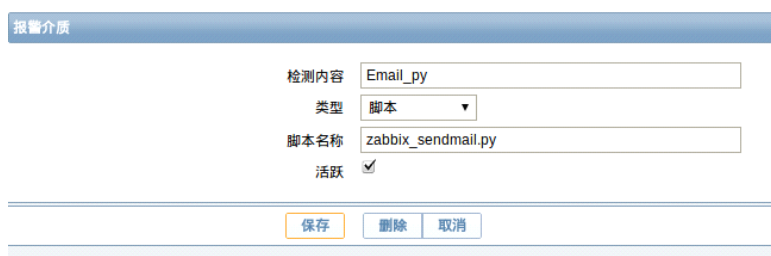 报警介质
检测内容 Email_py
类型 脚本
脚本名称 zabbix_sendmail.py
活跃
保存 删除 取消